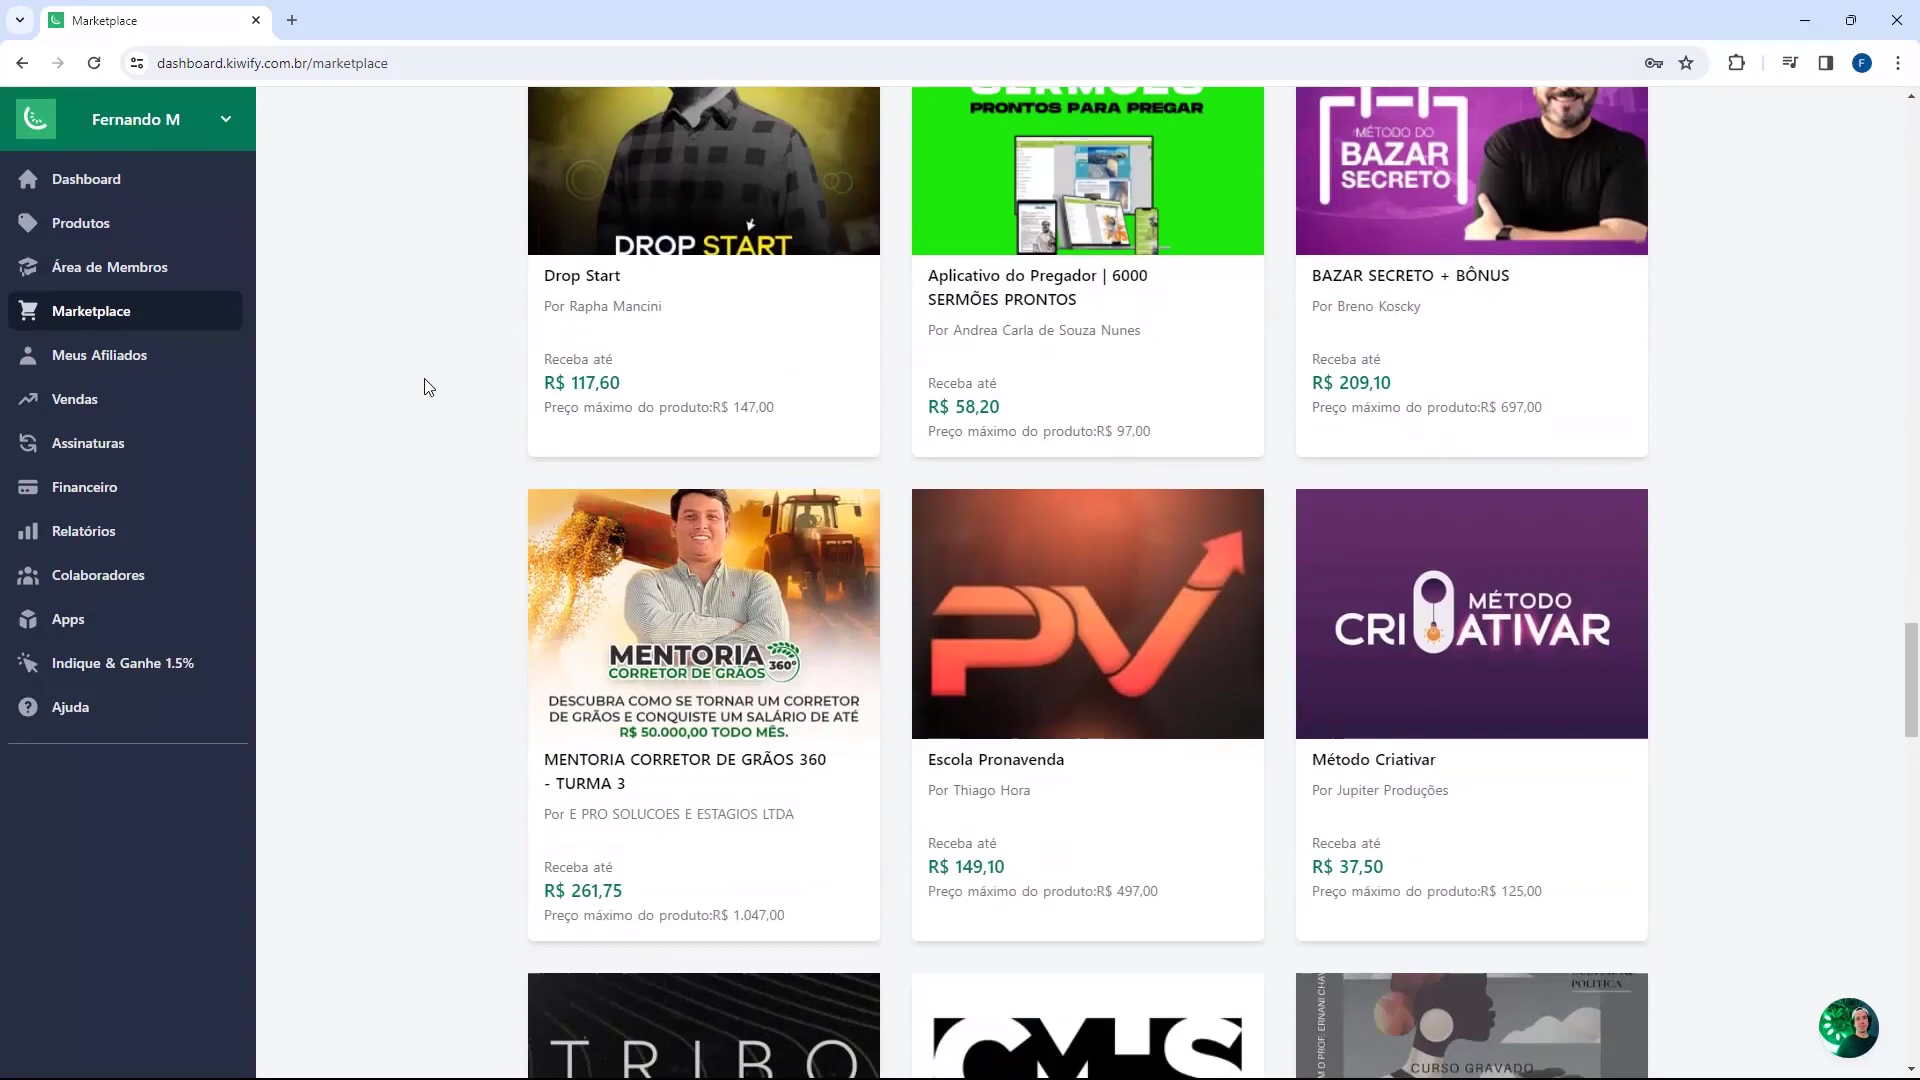 Marketplace
dashboard.kiwify.com.br/marketplace
F
Fernando M
Dashboard
Produtos
Área de Membros
Marketplace
Meus Afiliados
Vendas
Assinaturas
Financeiro
Relatórios
Colaboradores
Apps
Indique & Ganhe 1.5%
Ajuda
DROP START
Drop Start
Por Rapha Mancini
Receba até
R$ 117,60
Preço máximo do produto:R$ 147,00
SERMÕES
PRONTOS PARA PREGAR
Aplicativo do Pregador | 6000
SERMÕES PRONTOS
Por Andrea Carla de Souza Nunes
Receba até
R$ 58,20
Preço máximo do produto:R$ 97,00
MÉTODO DO
BAZAR
SECRETO
BAZAR SECRETO + BÔNUS
Por Breno Koscky
Receba até
R$ 209,10
Preço máximo do produto:R$ 697,00
MENTORIA 360°
CORRETOR DE GRÃOS
DESCUBRA COMO SE TORNAR UM CORRETOR
DE GRÃOS E CONQUISTE UM SALÁRIO DE ATÉ
R$ 50.000,00 TODO MÊS.
MENTORIA CORRETOR DE GRÃOS 360
- TURMA 3
Por E PRO SOLUCOES E ESTAGIOS LTDA
Receba até
R$ 261,75
Preço máximo do produto:R$ 1.047,00
PV
Escola Pronavenda
Por Thiago Hora
Receba até
R$ 149,10
Preço máximo do produto:R$ 497,00
MÉTODO
CRIATIVAR
Método Criativar
Por Jupiter Produções
Receba até
R$ 37,50
Preço máximo do produto:R$ 125,00
TRIBO
POLÍTICA
CURSO GRAVADO